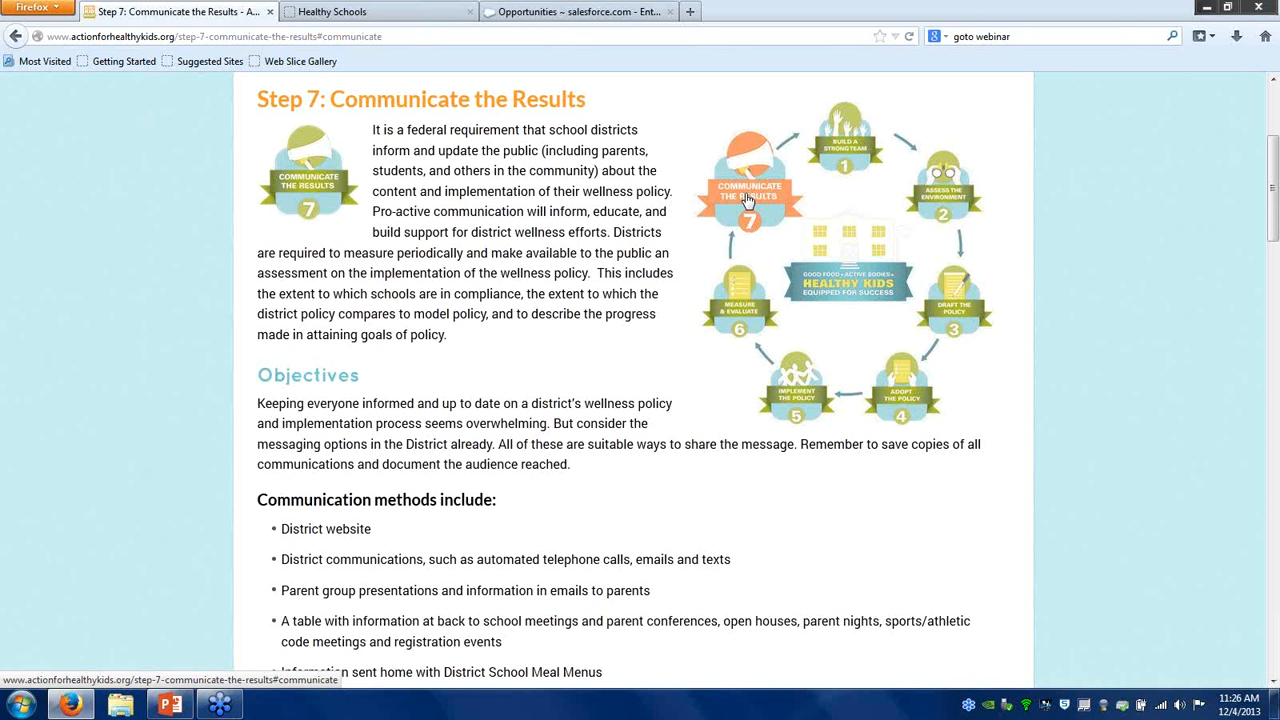 Firefox
Step 7: Communicate the Results - A...
Healthy Schools
Opportunities ~ salesforce.com - Ent...
www.actionforhealthykids.org/step-7-communicate-the-results#communicate
goto webinar
Most Visited
Getting Started
Suggested Sites
Web Slice Gallery
Step 7: Communicate the Results
COMMUNICATE
THE RESULTS
7
It is a federal requirement that school districts
inform and update the public (including parents,
students, and others in the community) about the
content and implementation of their wellness policy.
Pro-active communication will inform, educate, and
build support for district wellness efforts. Districts
are required to measure periodically and make available to the public an
assessment on the implementation of the wellness policy. This includes
the extent to which schools are in compliance, the extent to which the
district policy compares to model policy, and to describe the progress
made in attaining goals of policy.
BUILD A
STRONG TEAM
1
ASSESS THE
ENVIRONMENT
2
DRAFT THE
POLICY
3
ADOPT
THE POLICY
4
IMPLEMENT
THE POLICY
5
MEASURE
& EVALUATE
6
COMMUNICATE
THE RESULTS
7
GOOD FOOD + ACTIVE BODIES =
HEALTHY KIDS
EQUIPPED FOR SUCCESS
Objectives
Keeping everyone informed and up to date on a district's wellness policy
and implementation process seems overwhelming. But consider the
messaging options in the District already. All of these are suitable ways to share the message. Remember to save copies of all
communications and document the audience reached.
Communication methods include:
• District website
• District communications, such as automated telephone calls, emails and texts
• Parent group presentations and information in emails to parents
• A table with information at back to school meetings and parent conferences, open houses, parent nights, sports/athletic
code meetings and registration events
• Information sent home with District School Meal Menus
www.actionforhealthykids.org/step-7-communicate-the-results#communicate
11:26 AM
12/4/2013